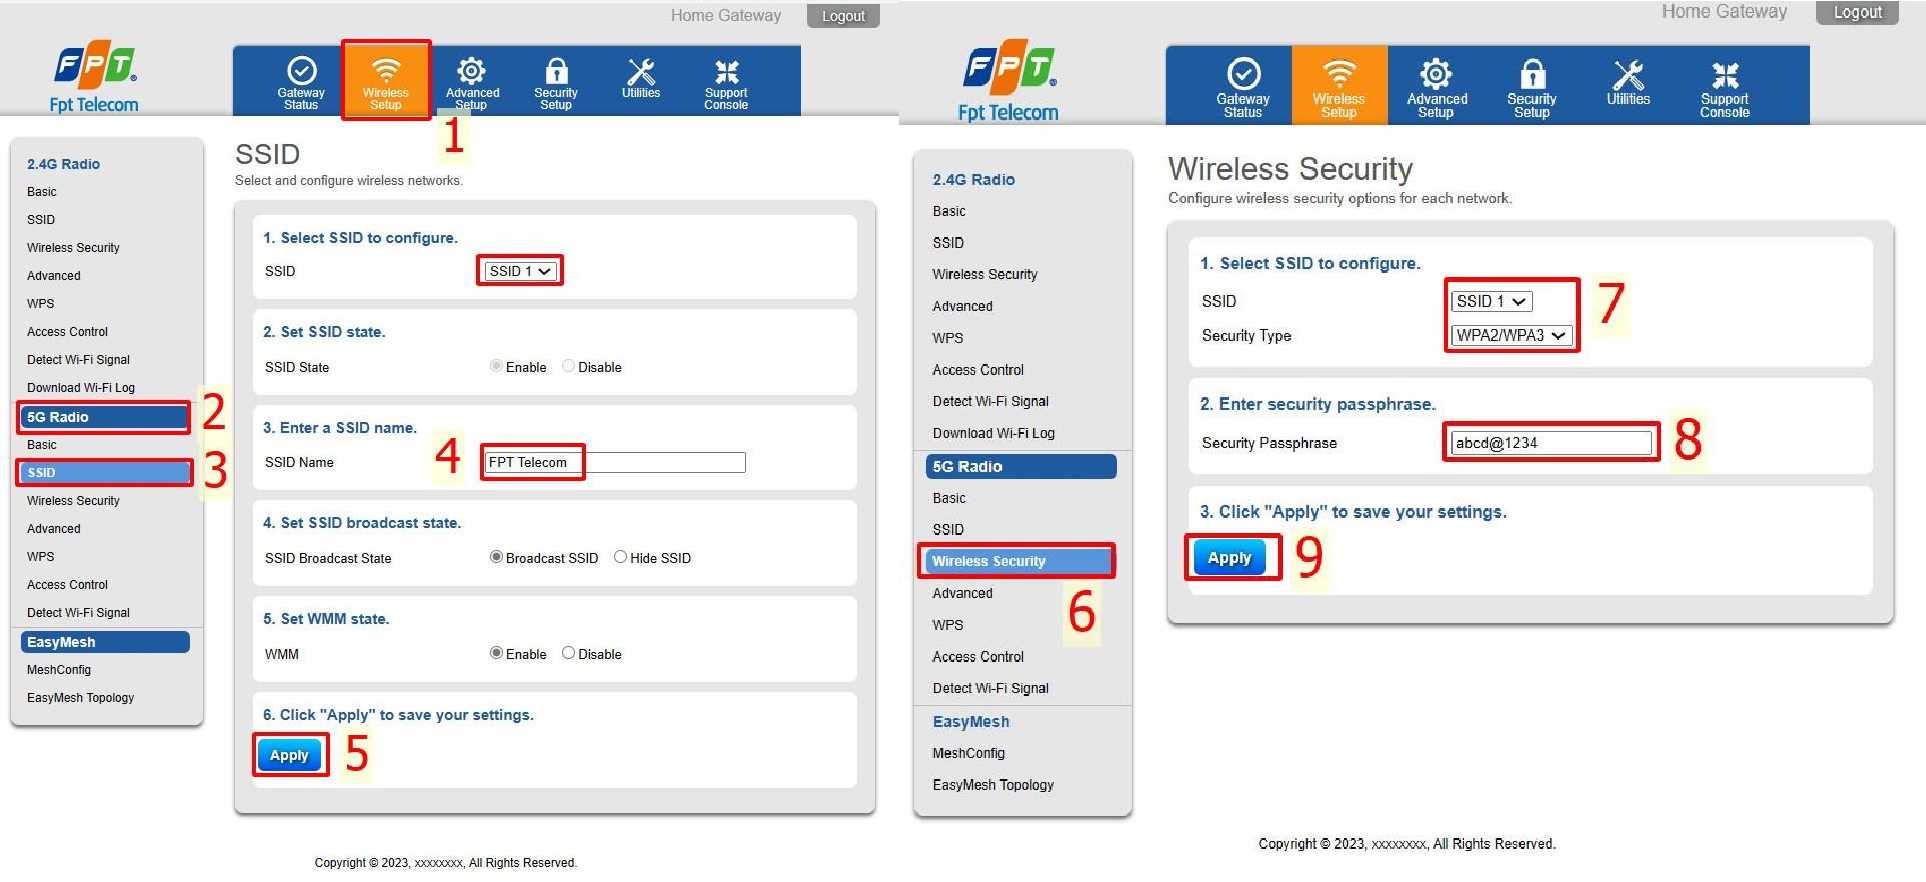 Home Gateway
Logout
FPT
Fpt Telecom
Gateway Status
Wireless Setup
Advanced Setup
Security Setup
Utilities
Support Console
1
2.4G Radio
Basic
SSID
Wireless Security
Advanced
WPS
Access Control
Detect Wi-Fi Signal
Download Wi-Fi Log
5G Radio
2
Basic
SSID
3
Wireless Security
Advanced
WPS
Access Control
Detect Wi-Fi Signal
EasyMesh
MeshConfig
EasyMesh Topology
SSID
Select and configure wireless networks.
1. Select SSID to configure.
SSID SSID 1
2. Set SSID state.
SSID State Enable Disable
3. Enter a SSID name.
SSID Name 4 FPT Telecom
4. Set SSID broadcast state.
SSID Broadcast State Broadcast SSID Hide SSID
5. Set WMM state.
WMM Enable Disable
6. Click "Apply" to save your settings.
Apply 5
Copyright © 2023, xxxxxxxx, All Rights Reserved.
Home Gateway
Logout
FPT
Fpt Telecom
Gateway Status
Wireless Setup
Advanced Setup
Security Setup
Utilities
Support Console
2.4G Radio
Basic
SSID
Wireless Security
Advanced
WPS
Access Control
Detect Wi-Fi Signal
Download Wi-Fi Log
5G Radio
Basic
SSID
Wireless Security
6
Advanced
WPS
Access Control
Detect Wi-Fi Signal
EasyMesh
MeshConfig
EasyMesh Topology
Wireless Security
Configure wireless security options for each network.
1. Select SSID to configure.
SSID SSID 1
7
Security Type WPA2/WPA3
2. Enter security passphrase.
Security Passphrase abcd@1234 8
3. Click "Apply" to save your settings.
Apply 9
Copyright © 2023, xxxxxxxx, All Rights Reserved.